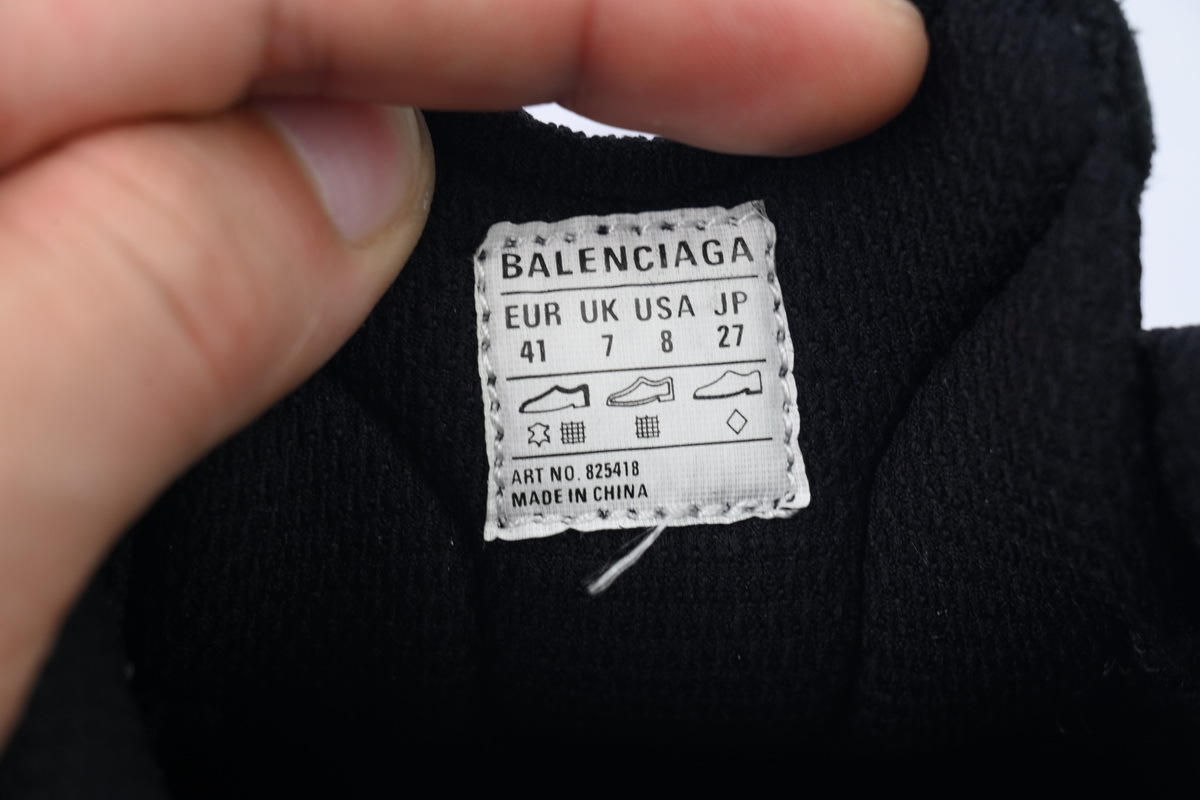 BALENCIAGA
EUR UK USA JP
41 7 8 27
ART NO. 825418
MADE IN CHINA